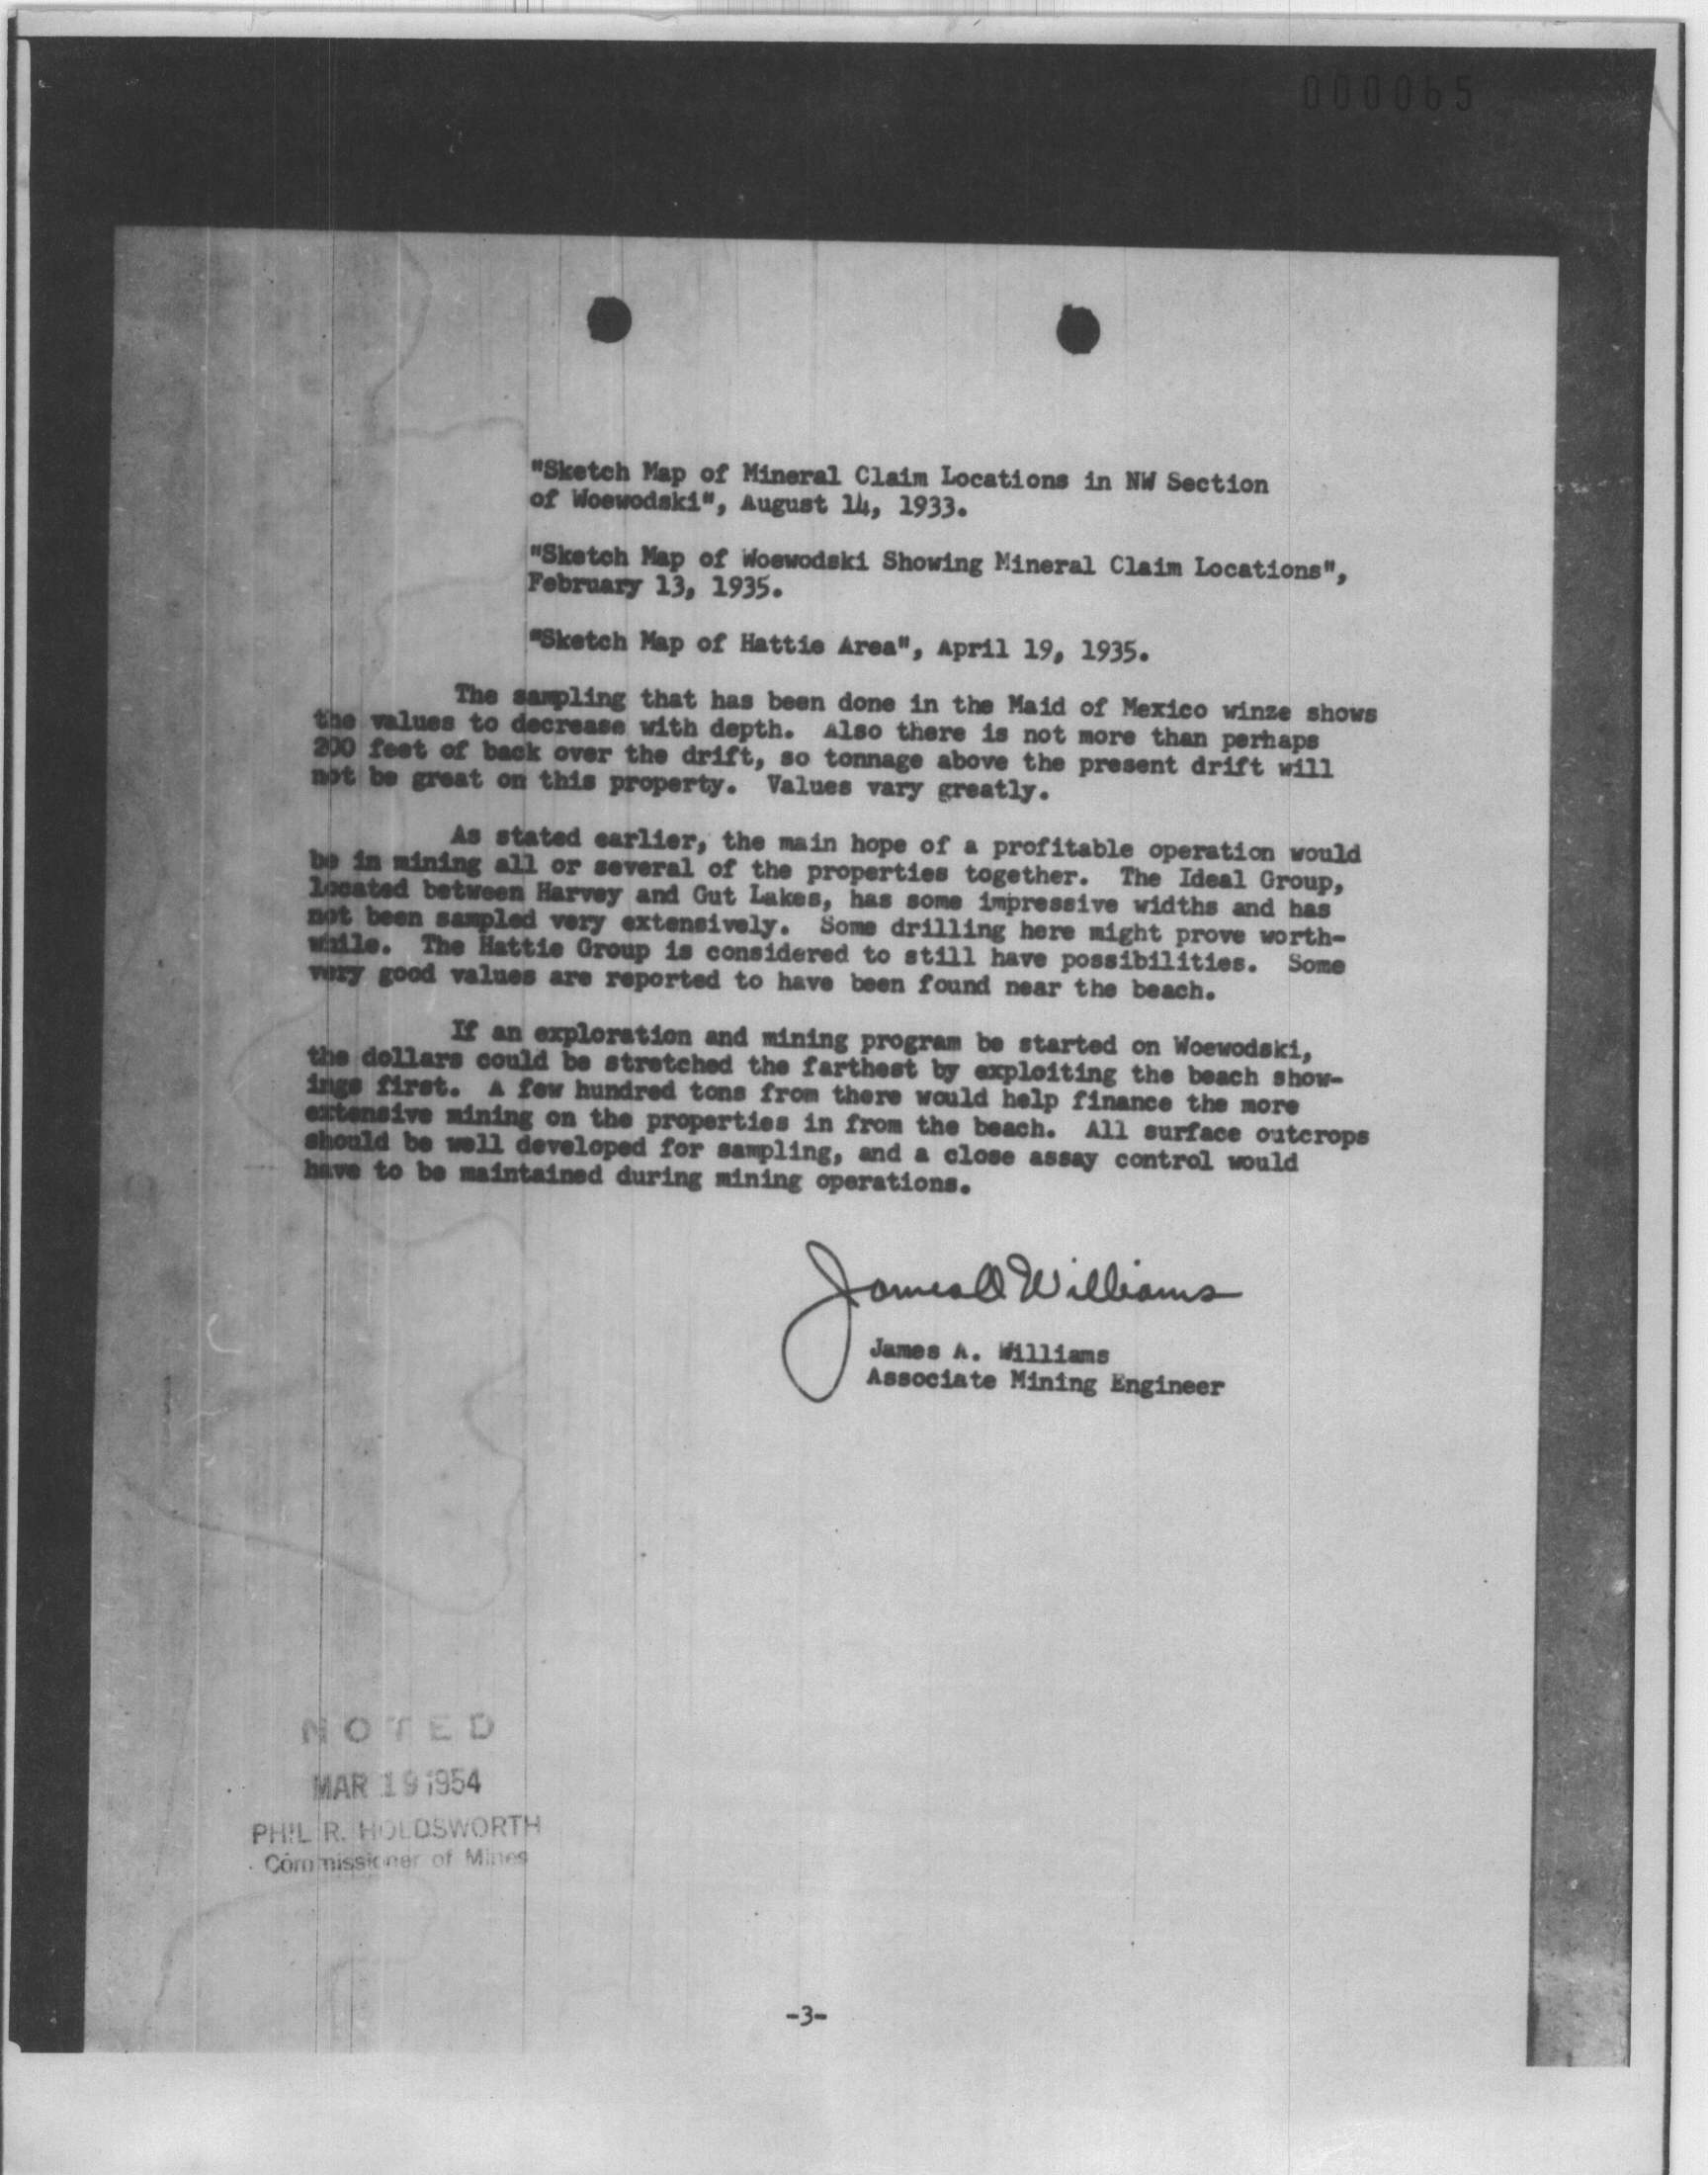 000065
"Sketch Map of Mineral Claim Locations in NW Section
of Woewodski", August 14, 1933.
"Sketch Map of Woewodski Showing Mineral Claim Locations",
February 13, 1935.
"Sketch Map of Hattie Area", April 19, 1935.
The sampling that has been done in the Maid of Mexico winze shows
the values to decrease with depth. Also there is not more than perhaps
200 feet of back over the drift, so tonnage above the present drift will
not be great on this property. Values vary greatly.
As stated earlier, the main hope of a profitable operation would
be in mining all or several of the properties together. The Ideal Group,
located between Harvey and Gut Lakes, has some impressive widths and has
not been sampled very extensively. Some drilling here might prove worth-
while. The Hattie Group is considered to still have possibilities. Some
very good values are reported to have been found near the beach.
If an exploration and mining program be started on Woewodski,
the dollars could be stretched the farthest by exploiting the beach show-
ings first. A few hundred tons from there would help finance the more
extensive mining on the properties in from the beach. All surface outcrops
should be well developed for sampling, and a close assay control would
have to be maintained during mining operations.
James A Williams
James A. Williams
Associate Mining Engineer
NOTED
MAR 19 1954
PHIL R. HOLDSWORTH
Commissioner of Mines
-3-